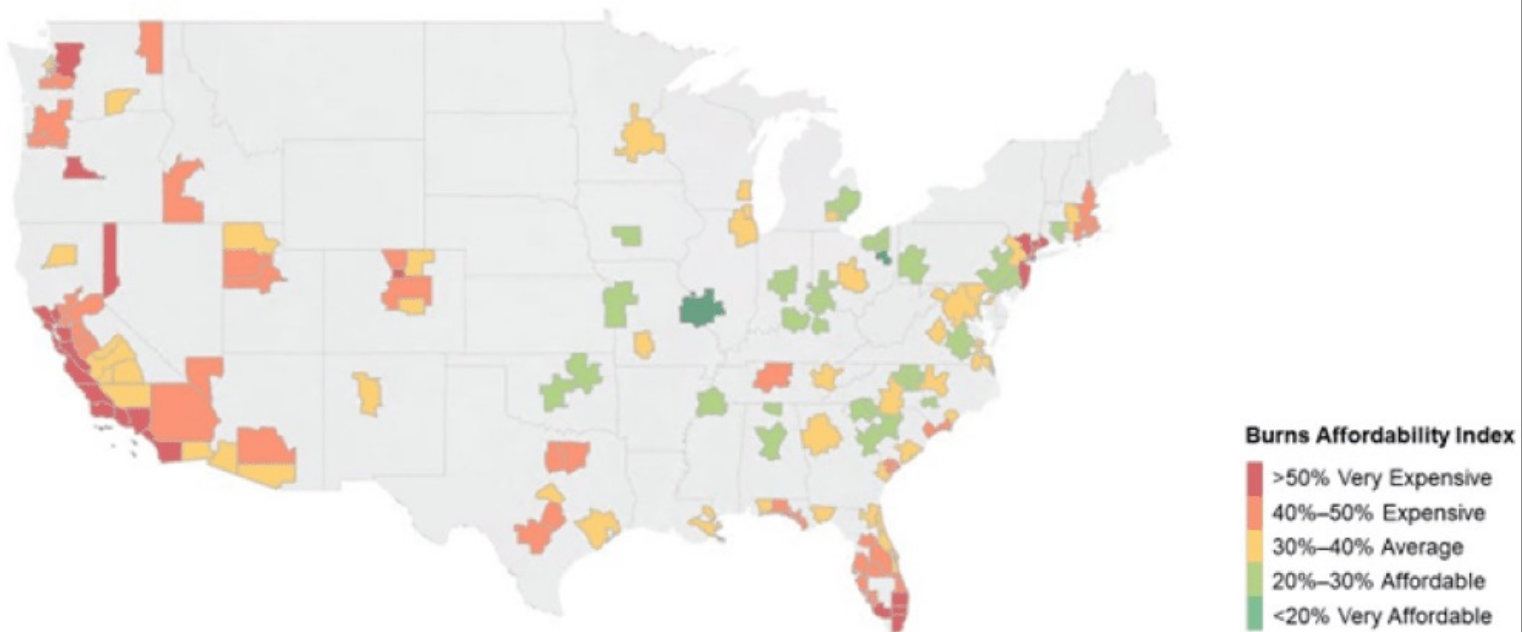 Burns Affordability Index
>50% Very Expensive
40%–50% Expensive
30%–40% Average
20%–30% Affordable
<20% Very Affordable